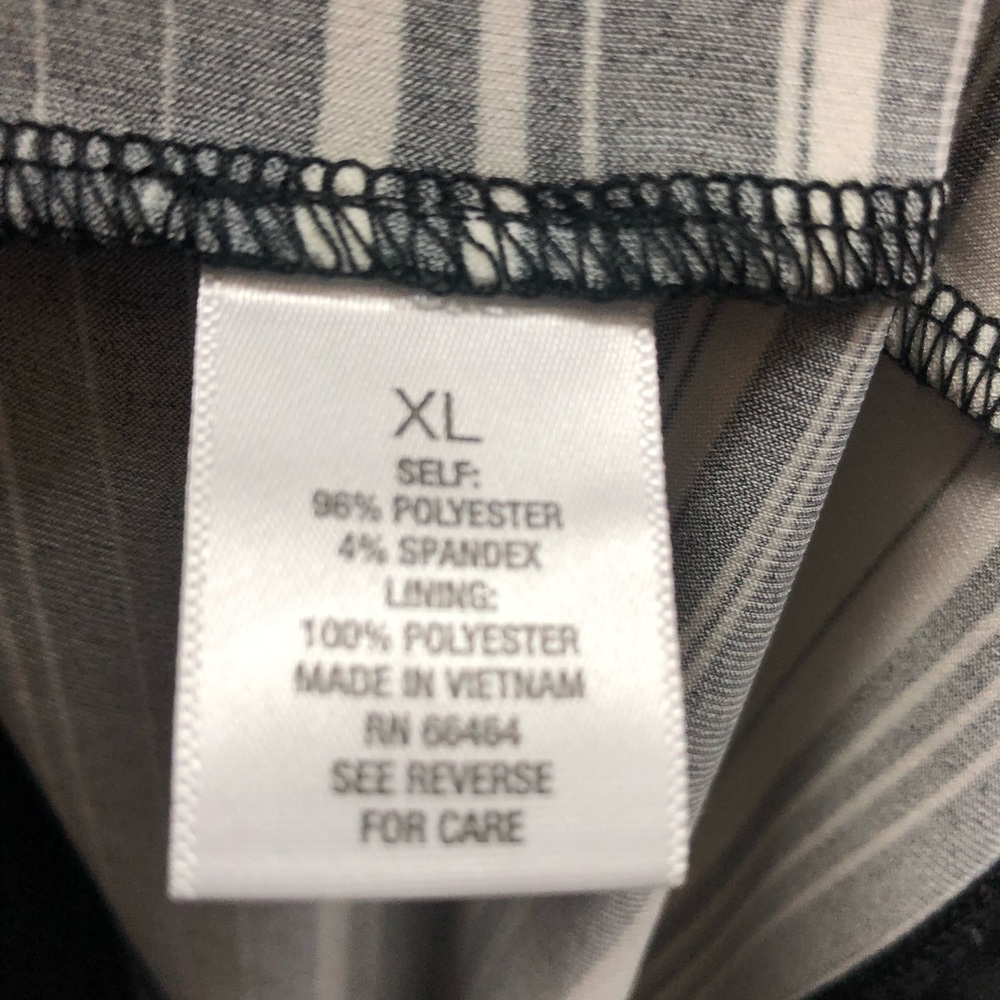 XL
SELF:
96% POLYESTER
4% SPANDEX
LINING:
100% POLYESTER
MADE IN VIETNAM
RN 66464
SEE REVERSE
FOR CARE